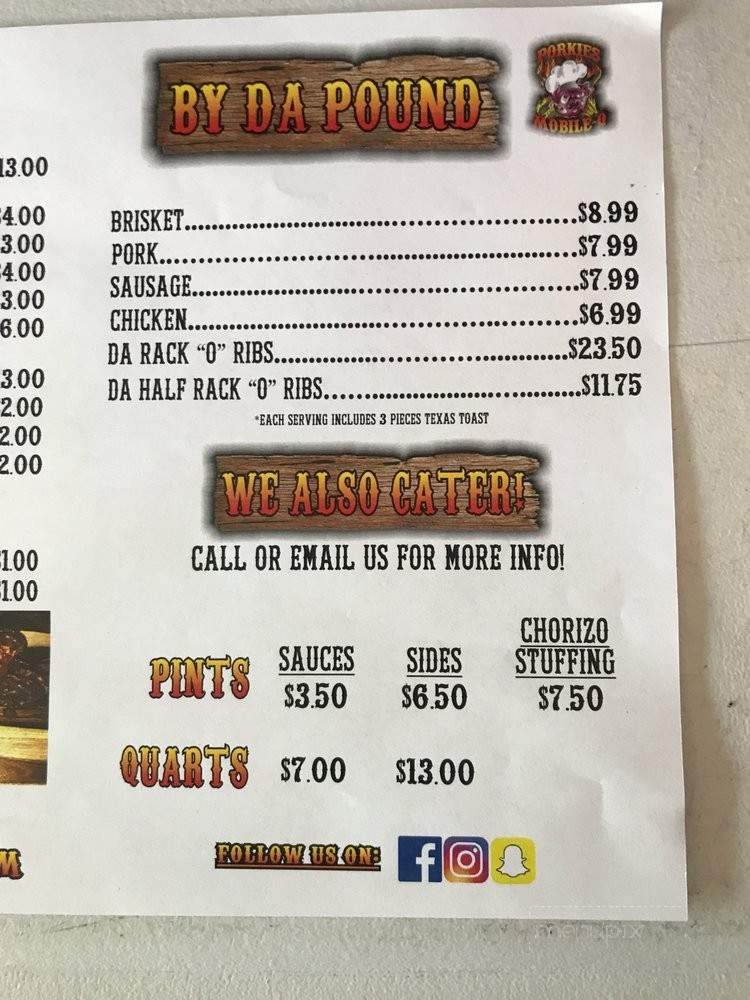 BY DA POUND
PORKIES
MOBILE-Q
13.00
$4.00
3.00
$4.00
3.00
6.00
3.00
2.00
2.00
2.00
$1.00
$1.00
BRISKET..........$8.99
PORK..........$7.99
SAUSAGE..........$7.99
CHICKEN..........$6.99
DA RACK “O” RIBS..........$23.50
DA HALF RACK “O” RIBS..........$11.75
*EACH SERVING INCLUDES 3 PIECES TEXAS TOAST
WE ALSO CATER!
CALL OR EMAIL US FOR MORE INFO!
SAUCES SIDES CHORIZO STUFFING
PINTS $3.50 $6.50 $7.50
QUARTS $7.00 $13.00
M
FOLLOW US ON:
menupix